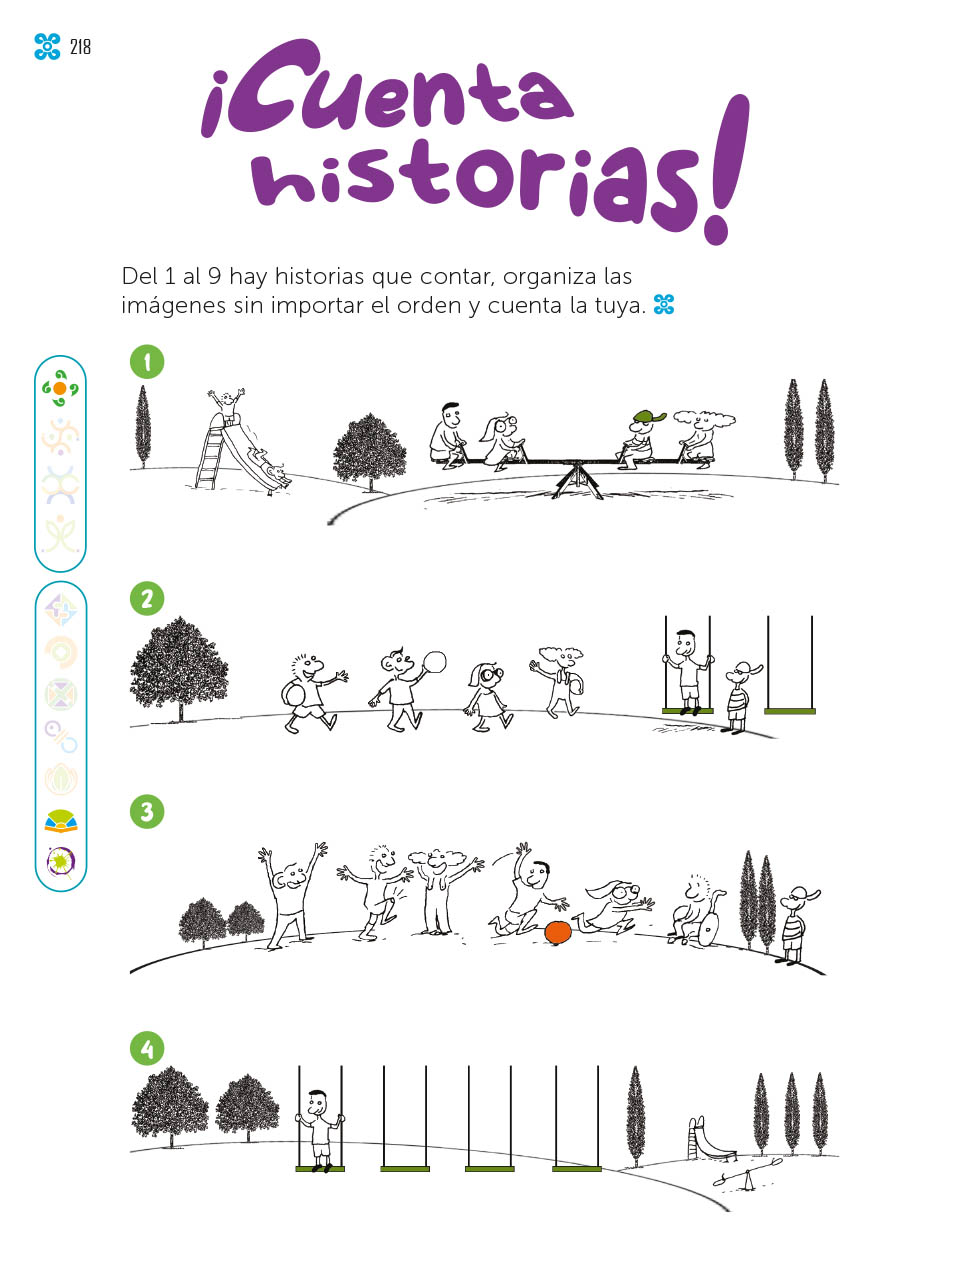 218
¡Cuenta
historias!
Del 1 al 9 hay historias que contar, organiza las
imágenes sin importar el orden y cuenta la tuya.
1
2
3
4